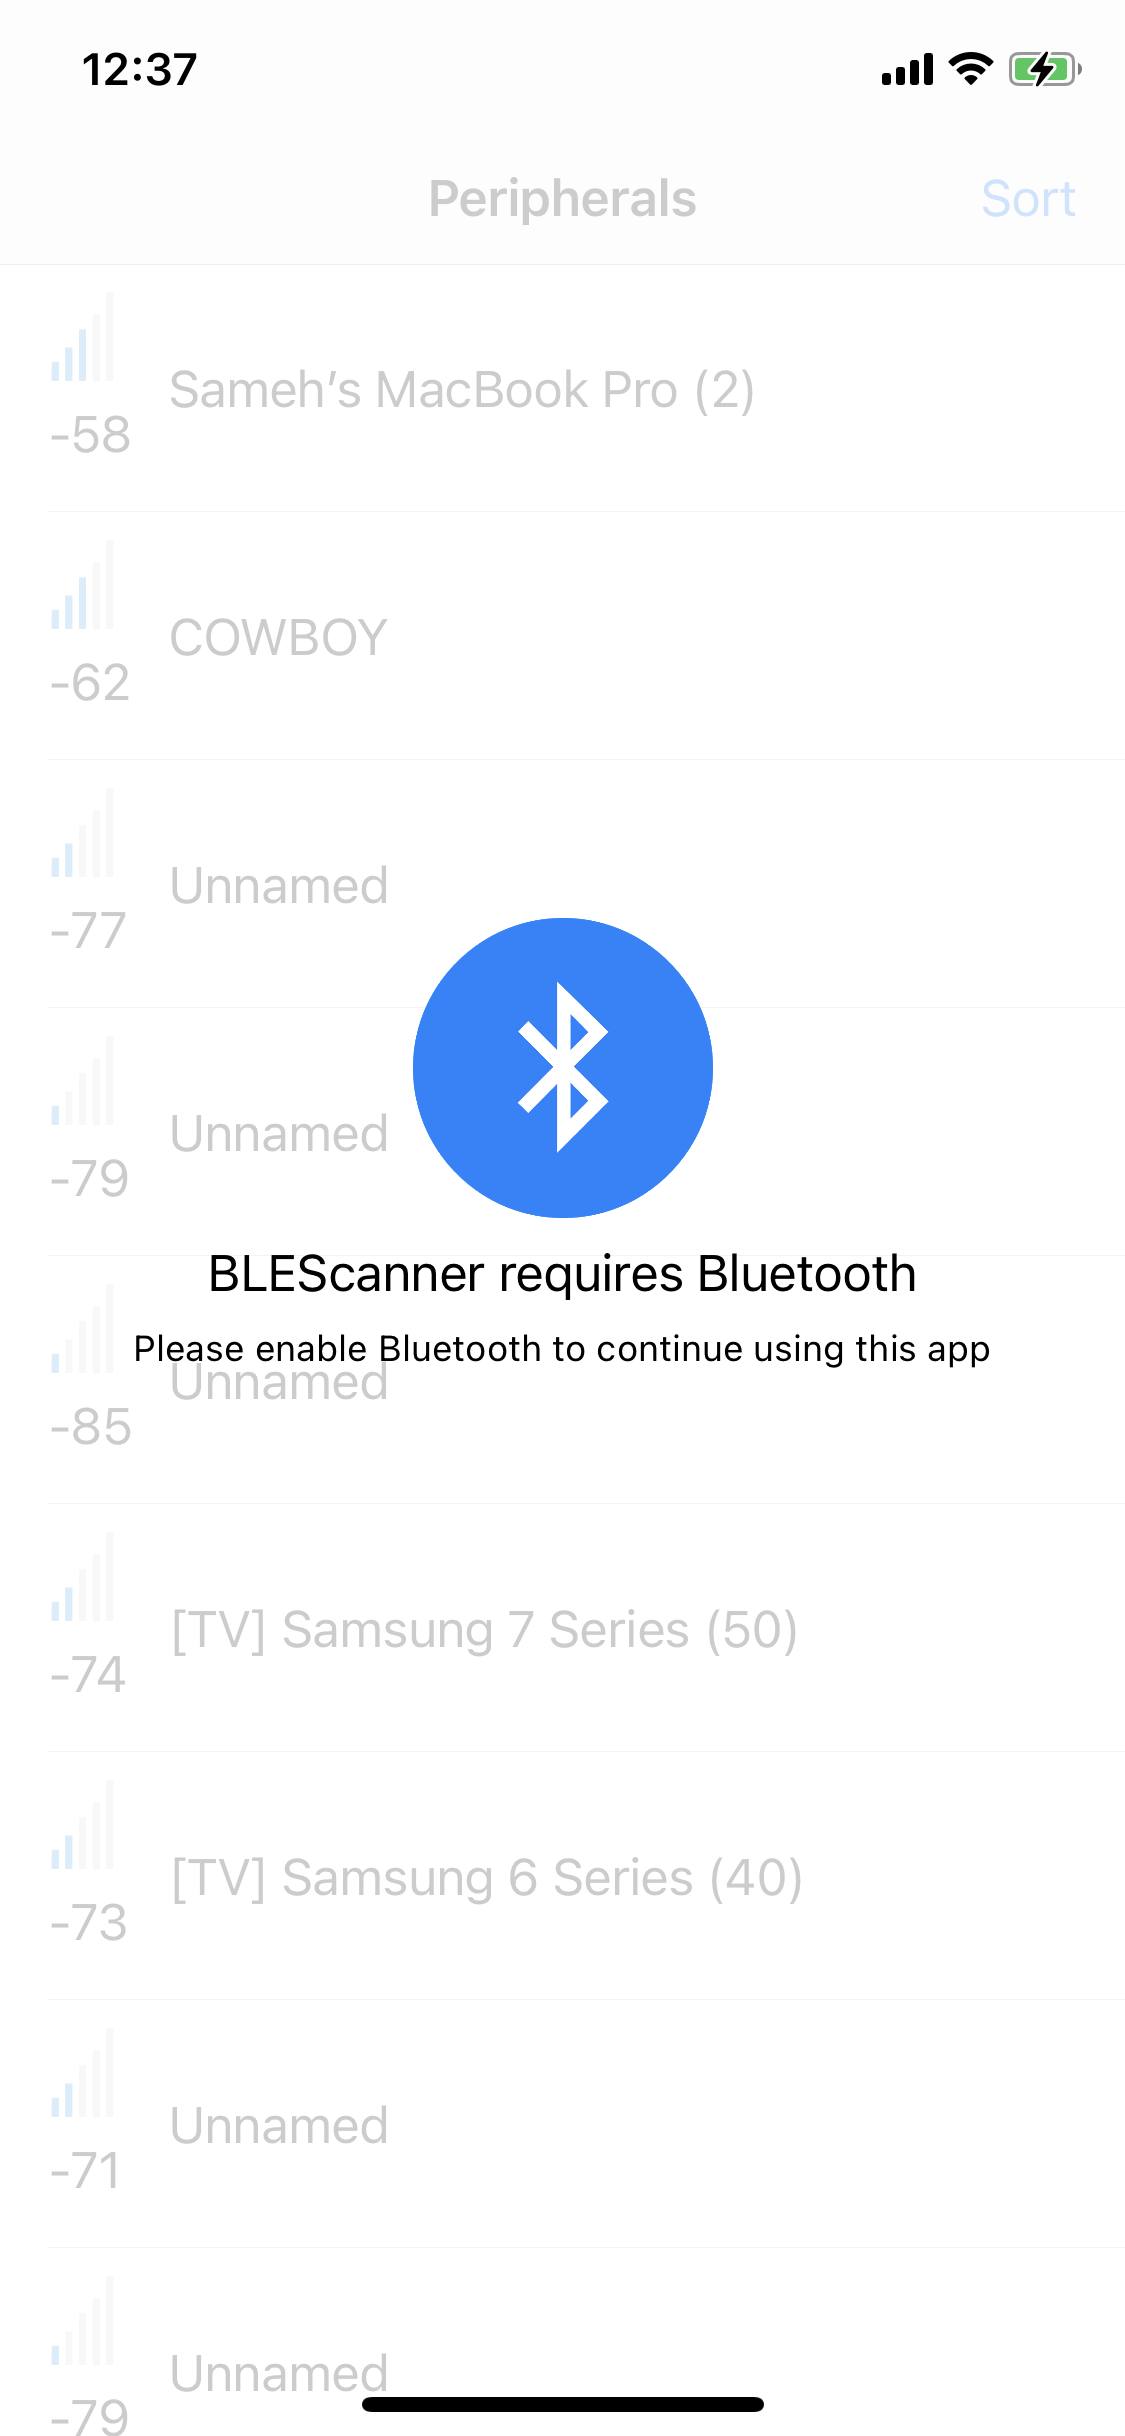 12:37
Peripherals
Sort
Sameh’s MacBook Pro (2)
-58
COWBOY
-62
Unnamed
-77
Unnamed
-79
BLEScanner requires Bluetooth
Please enable Bluetooth to continue using this app
Unnamed
-85
[TV] Samsung 7 Series (50)
-74
[TV] Samsung 6 Series (40)
-73
Unnamed
-71
Unnamed
-79